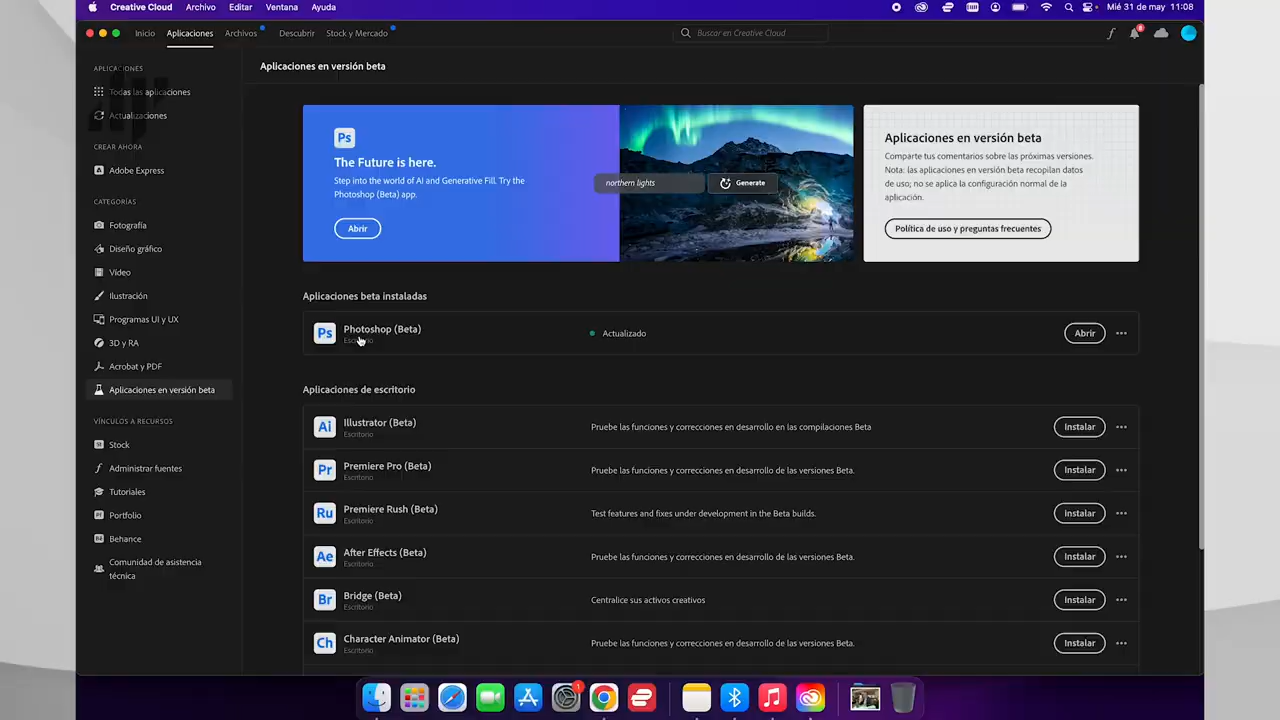 Creative Cloud Archivo Editar Ventana Ayuda
Mié 31 de may 11:08
Inicio Aplicaciones Archivos Descubrir Stock y Mercado
Buscar en Creative Cloud
8
APLICACIONES
Todas las aplicaciones
Actualizaciones
CREAR AHORA
Adobe Express
CATEGORÍAS
Fotografía
Diseño gráfico
Vídeo
Ilustración
Programas UI y UX
3D y RA
Acrobat y PDF
Aplicaciones en versión beta
VÍNCULOS A RECURSOS
Stock
Administrar fuentes
Tutoriales
Portfolio
Behance
Comunidad de asistencia
técnica
Aplicaciones en versión beta
Ps
The Future is here.
Step into the world of AI and Generative Fill. Try the
Photoshop (Beta) app.
Abrir
northern lights
Generate
Aplicaciones en versión beta
Comparte tus comentarios sobre las próximas versiones.
Nota: las aplicaciones en versión beta recopilan datos
de uso; no se aplica la configuración normal de la
aplicación.
Política de uso y preguntas frecuentes
Aplicaciones beta instaladas
Ps Photoshop (Beta) Actualizado Abrir
Escritorio
Aplicaciones de escritorio
Ai Illustrator (Beta) Pruebe las funciones y correcciones en desarrollo en las compilaciones Beta Instalar
Escritorio
Pr Premiere Pro (Beta) Pruebe las funciones y correcciones en desarrollo de las versiones Beta. Instalar
Escritorio
Ru Premiere Rush (Beta) Test features and fixes under development in the Beta builds. Instalar
Escritorio
Ae After Effects (Beta) Pruebe las funciones y correcciones en desarrollo de las versiones Beta. Instalar
Escritorio
Br Bridge (Beta) Centralice sus activos creativos Instalar
Escritorio
Ch Character Animator (Beta) Pruebe las funciones y correcciones en desarrollo de las versiones Beta. Instalar
Escritorio
1